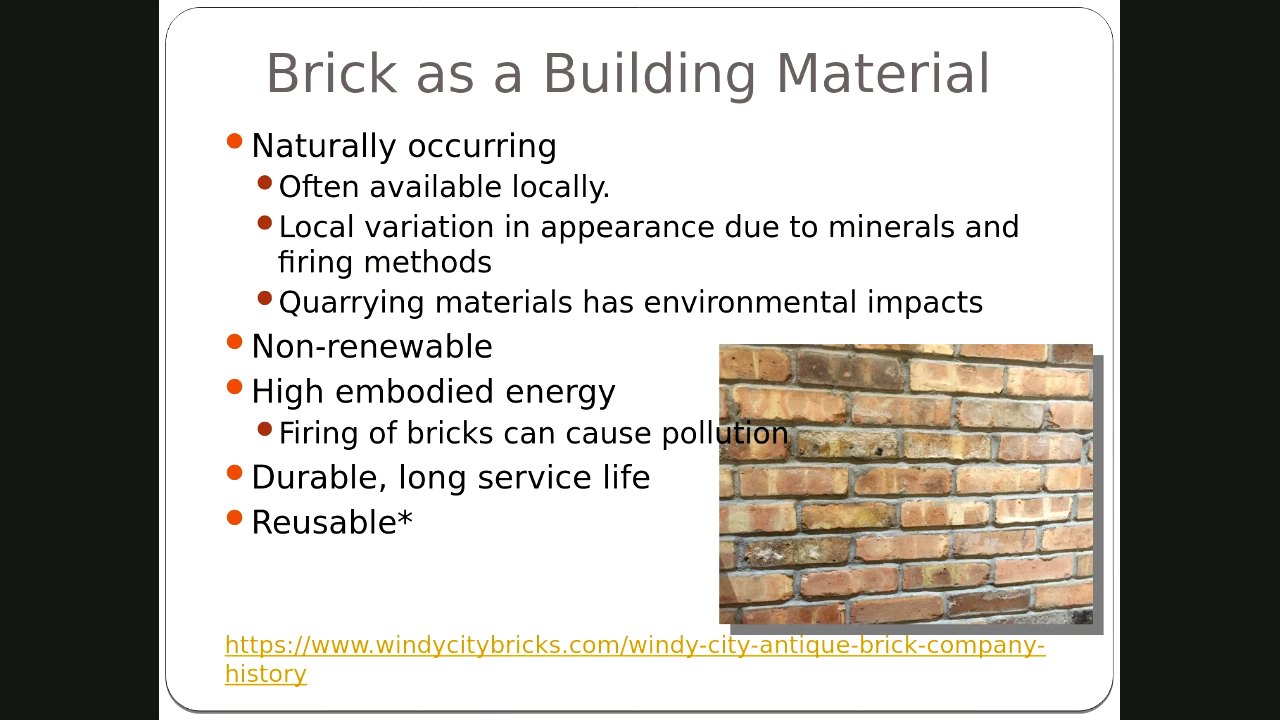 Brick as a Building Material
Naturally occurring
Often available locally.
Local variation in appearance due to minerals and
firing methods
Quarrying materials has environmental impacts
Non-renewable
High embodied energy
Firing of bricks can cause pollution
Durable, long service life
Reusable*
https://www.windycitybricks.com/windy-city-antique-brick-company-
history